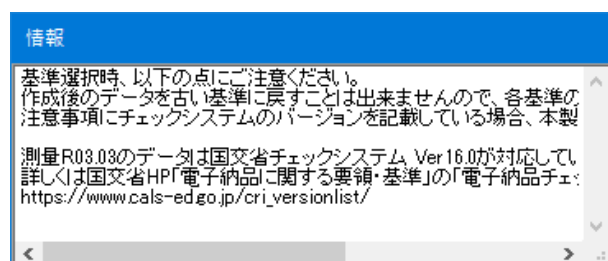 情報
基準選択時、以下の点にご注意ください。
作成後のデータを古い基準に戻すことは出来ませんので、各基準の
注意事項にチェックシステムのバージョンを記載している場合、本製
測量R03.03のデータは国交省チェックシステム Ver16.0が対応してい
詳しくは国交省HP「電子納品に関する要領・基準」の「電子納品チェッ
https://www.cals-ed.go.jp/cri_versionlist/